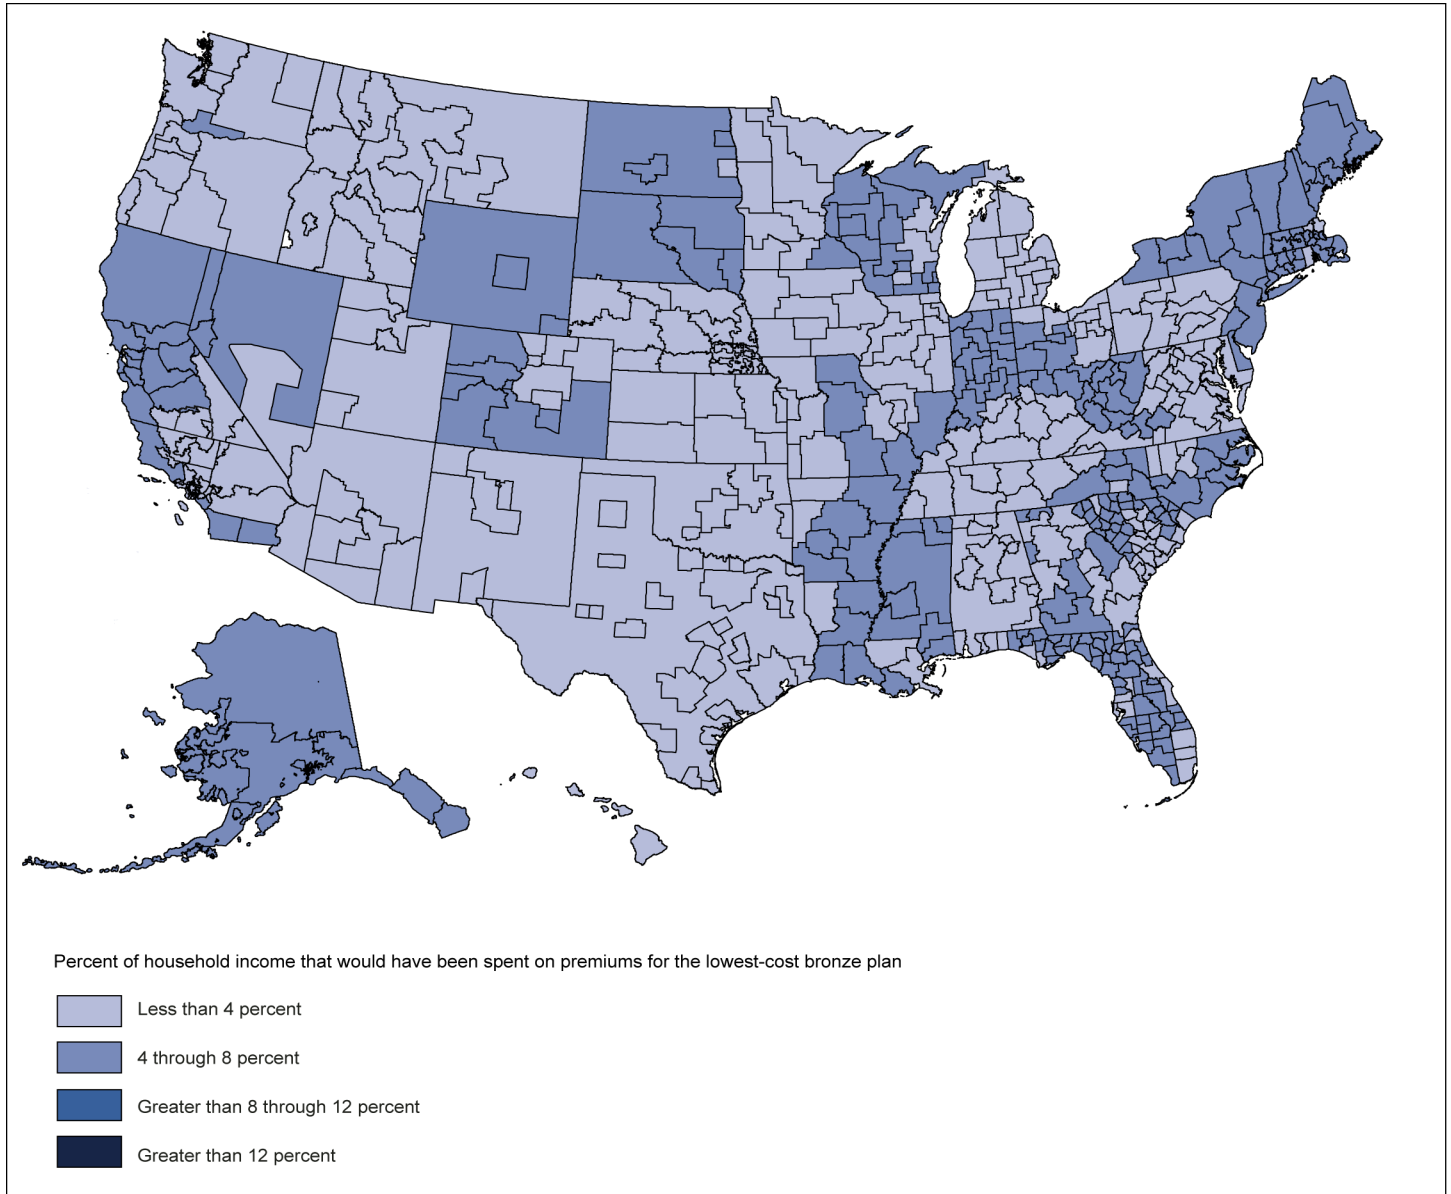 Percent of household income that would have been spent on premiums for the lowest-cost bronze plan
Less than 4 percent
4 through 8 percent
Greater than 8 through 12 percent
Greater than 12 percent